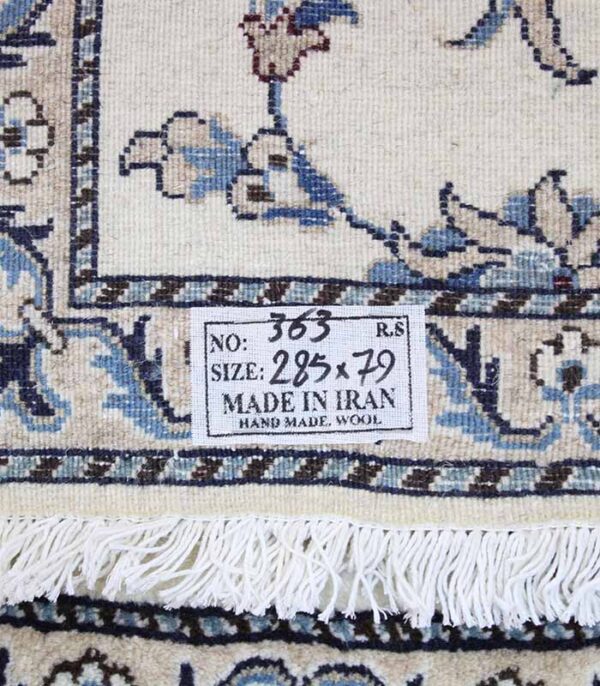 NO: 363 R.S
SIZE: 285x79
MADE IN IRAN
HAND MADE. WOOL